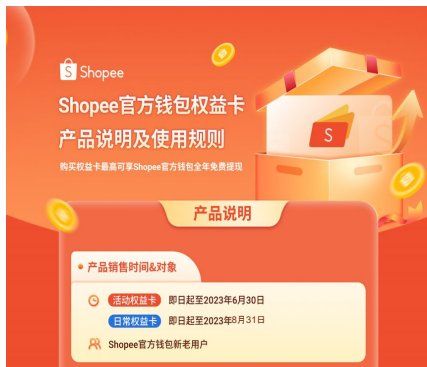 Shopee
Shopee官方钱包权益卡
产品说明及使用规则
购买权益卡最高可享Shopee官方钱包全年免费提现
产品说明
产品销售时间&对象
活动权益卡 即日起至2023年6月30日
日常权益卡 即日起至2023年8月31日
Shopee官方钱包新老用户